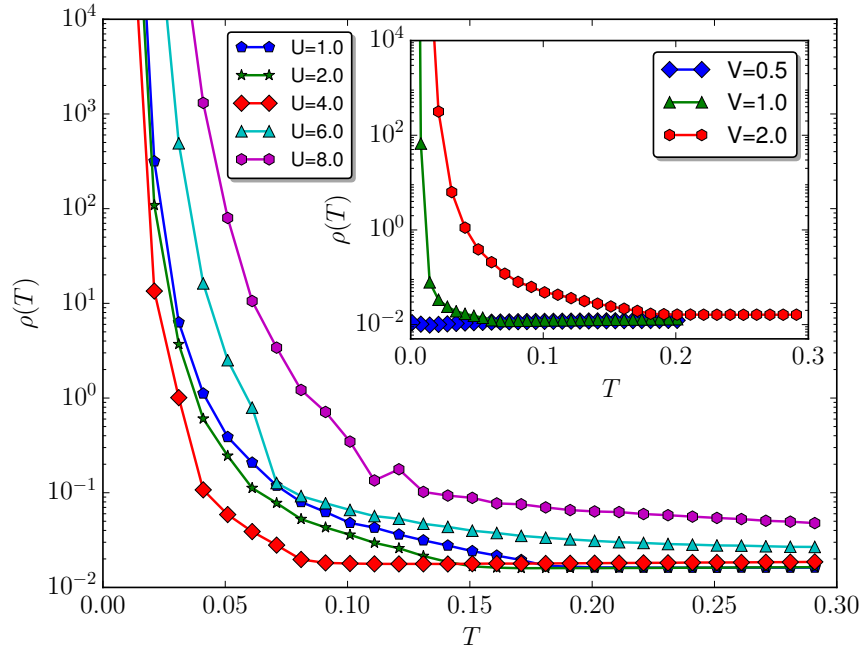 10^4
10^3
10^2
10^1
10^0
10^{-1}
10^{-2}
ρ(T)
0.00 0.05 0.10 0.15 0.20 0.25 0.30
T
U=1.0
U=2.0
U=4.0
U=6.0
U=8.0
10^4
10^2
10^0
10^{-2}
ρ(T)
0.0 0.1 0.2 0.3
T
V=0.5
V=1.0
V=2.0